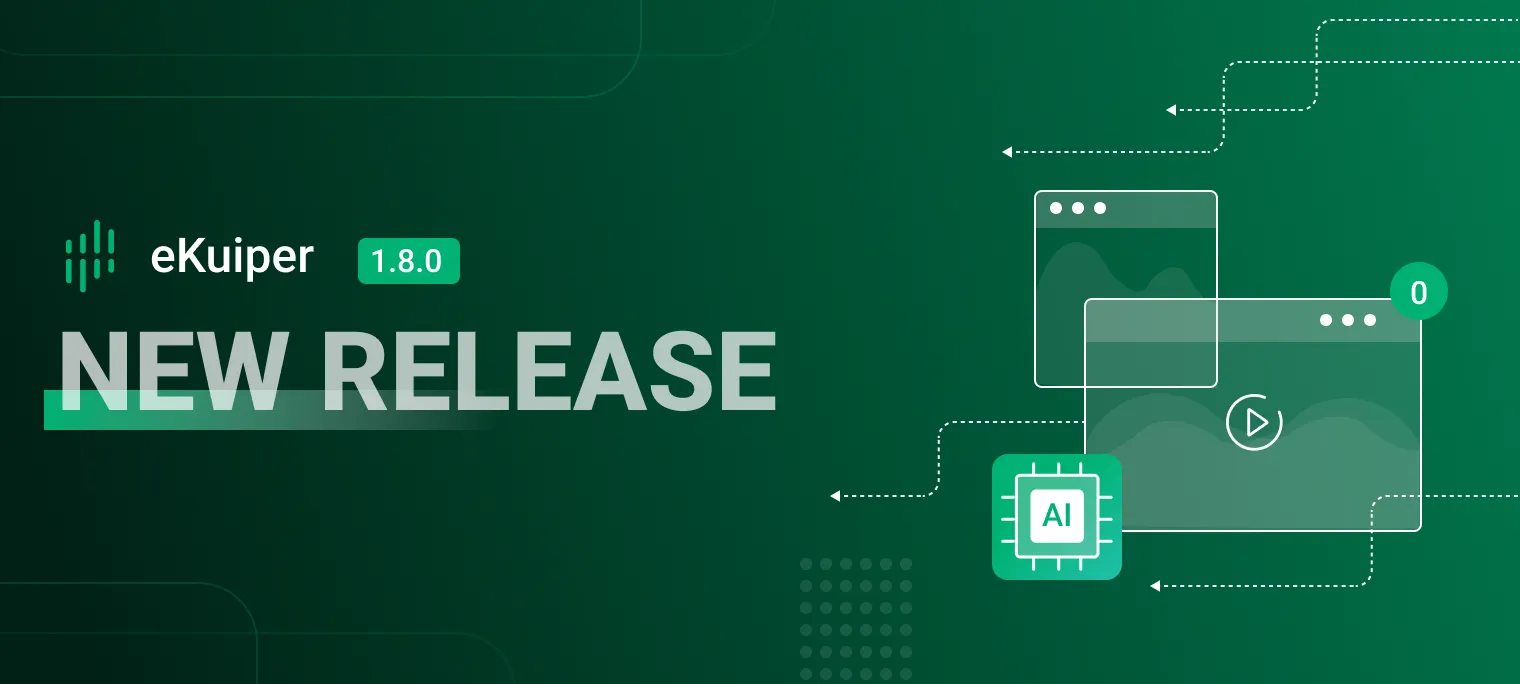 eKuiper 1.8.0
NEW RELEASE
0
AI